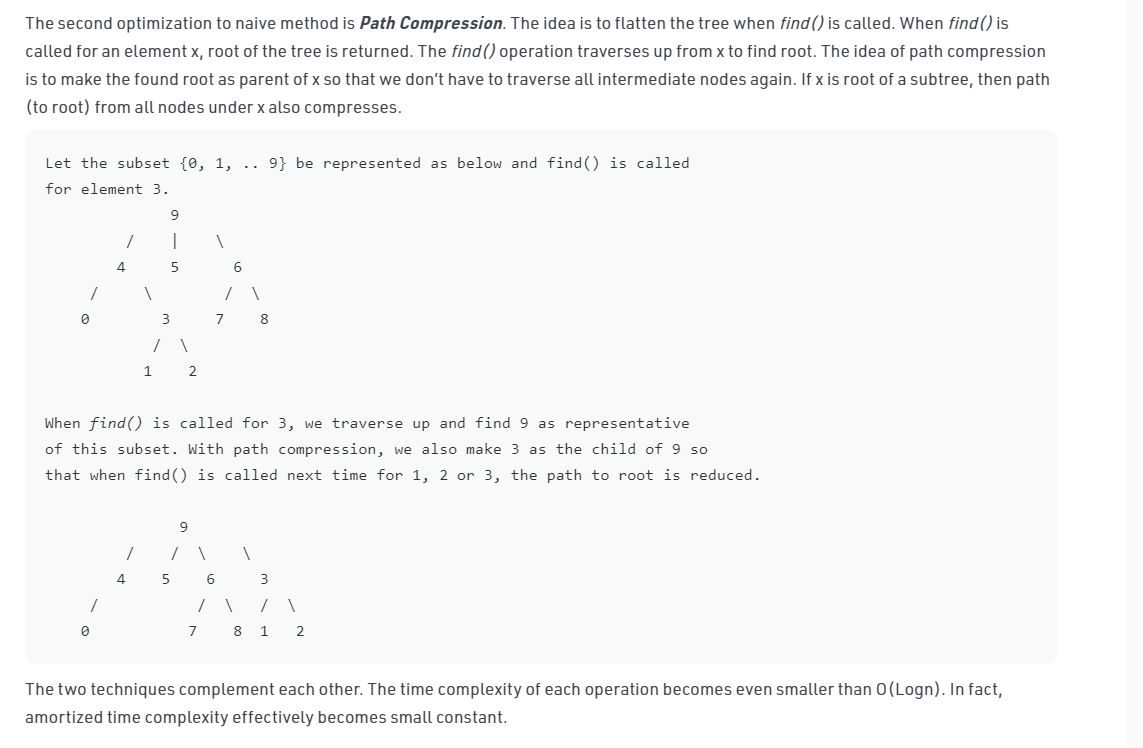 The second optimization to naive method is Path Compression. The idea is to flatten the tree when find() is called. When find() is
called for an element x, root of the tree is returned. The find() operation traverses up from x to find root. The idea of path compression
is to make the found root as parent of x so that we don't have to traverse all intermediate nodes again. If x is root of a subtree, then path
(to root) from all nodes under x also compresses.
Let the subset {0, 1, .. 9} be represented as below and find() is called
for element 3.
              9
         /    |    \
        4     5      6
     /     \        / \
    0        3     7    8
            /  \
           1    2
When find() is called for 3, we traverse up and find 9 as representative
of this subset. With path compression, we also make 3 as the child of 9 so
that when find() is called next time for 1, 2 or 3, the path to root is reduced.
               9
         /    /  \    \
        4    5    6     3
     /           /  \   /  \
    0           7    8  1   2
The two techniques complement each other. The time complexity of each operation becomes even smaller than O(Logn). In fact,
amortized time complexity effectively becomes small constant.